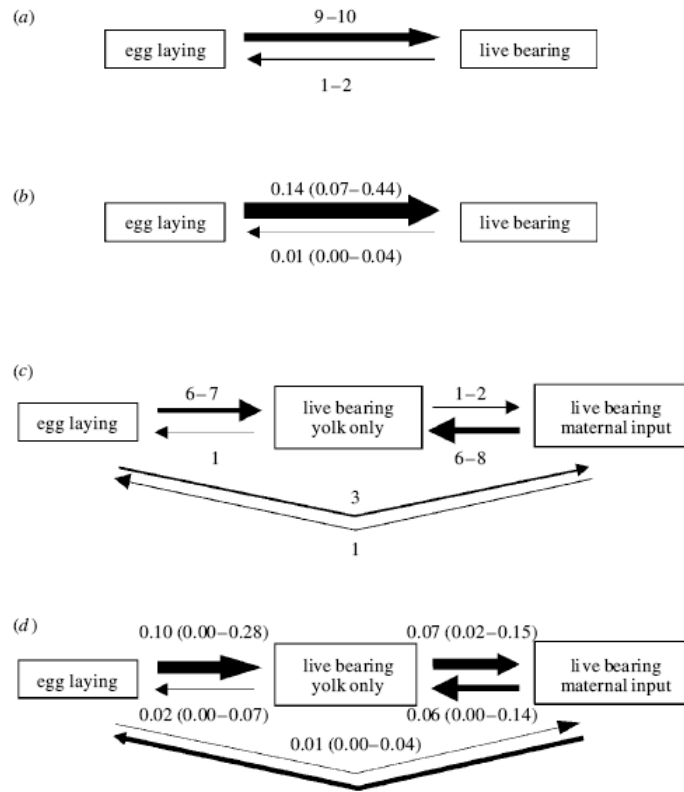 (a)
9–10
egg laying
live bearing
1–2
(b)
0.14 (0.07–0.44)
egg laying
live bearing
0.01 (0.00–0.04)
(c)
6–7
1–2
egg laying
live bearing
yolk only
live bearing
maternal input
1
6–8
3
1
(d)
0.10 (0.00–0.28)
0.07 (0.02–0.15)
egg laying
live bearing
yolk only
live bearing
maternal input
0.02 (0.00–0.07)
0.06 (0.00–0.14)
0.01 (0.00–0.04)